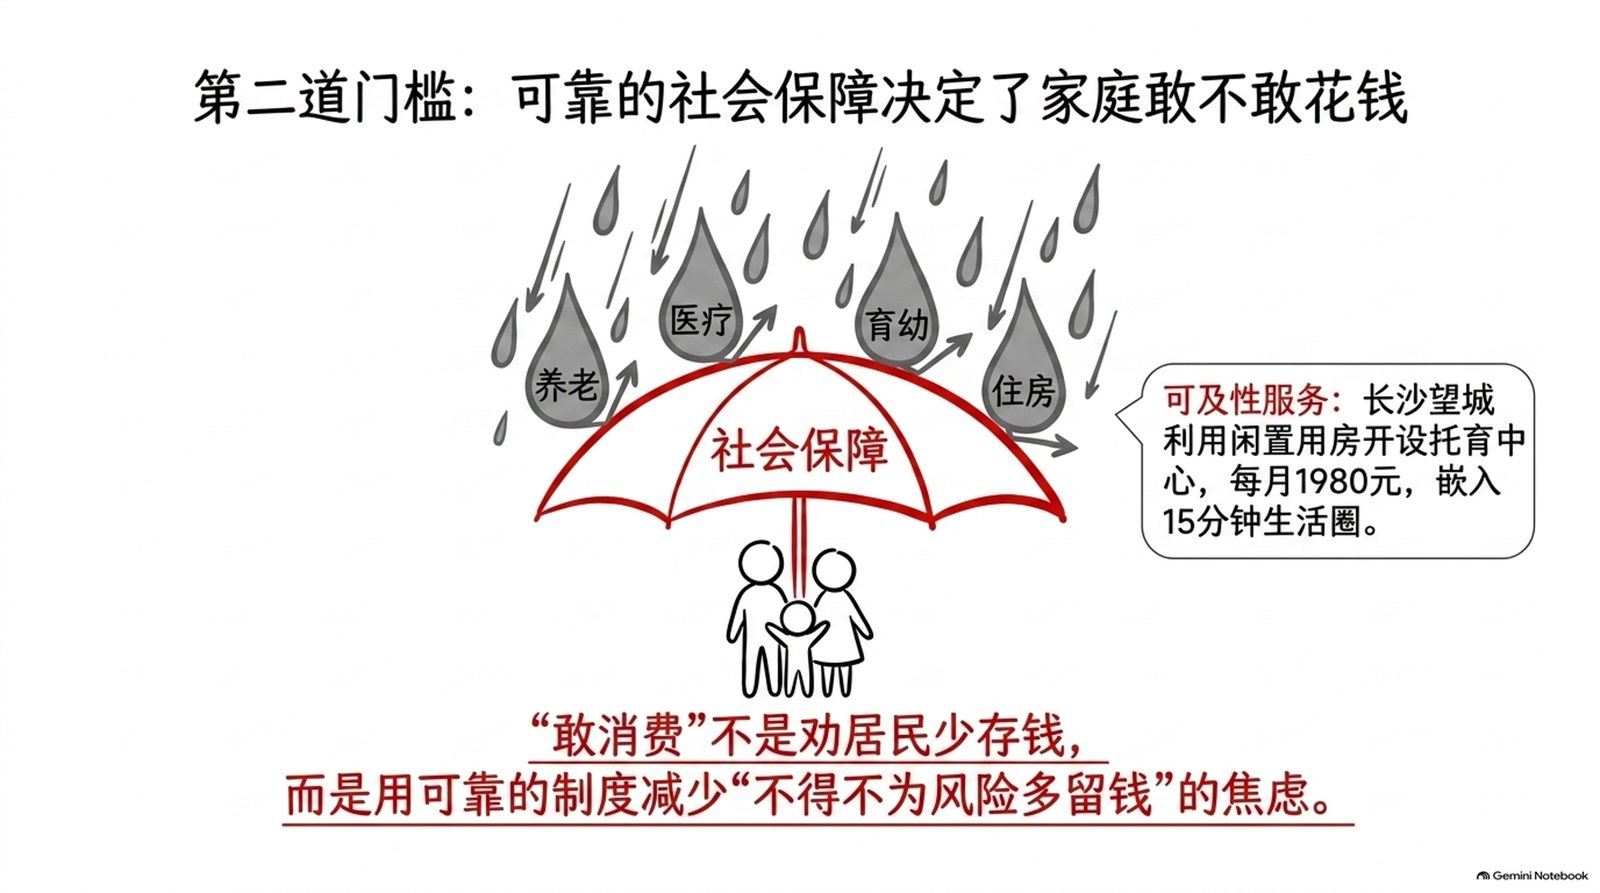 第二道门槛：可靠的社会保障决定了家庭敢不敢花钱
养老
医疗
育幼
住房
社会保障
可及性服务：长沙望城
利用闲置用房开设托育中
心，每月1980元，嵌入
15分钟生活圈。
“敢消费”不是劝居民少存钱，
而是用可靠的制度减少“不得不为风险多留钱”的焦虑。
Gemini Notebook